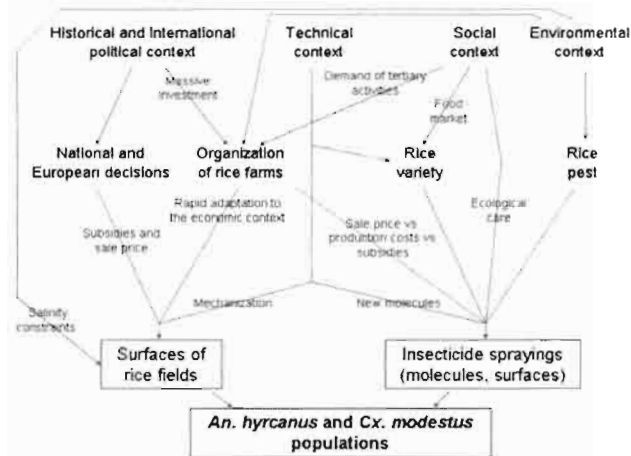 Historical and International
political context
Technical
context
Social
context
Environmental
context
Massive
investment
Demand of tertiary
activities
Food
market
National and
European decisions
Organization
of rice farms
Rice
variety
Rice
pest
Rapid adaptation to
the economic context
Subsidies and
sale price
Sale price vs
production costs vs
subsidies
Ecological
care
Salinity
constraints
Mechanization
New molecules
Surfaces of
rice fields
Insecticide sprayings
(molecules, surfaces)
An. hyrcanus and Cx. modestus
populations